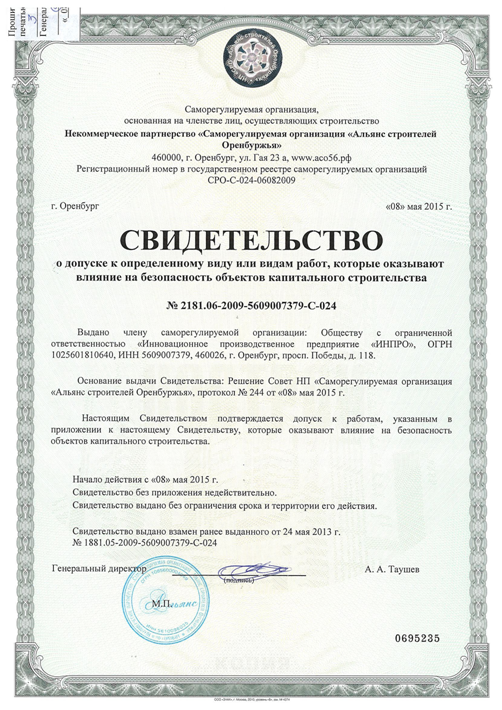 Прошит
печатью
3
Генерал
Саморегулируемая организация,
основанная на членстве лиц, осуществляющих строительство
Некоммерческое партнерство «Саморегулируемая организация «Альянс строителей
Оренбуржья»
460000, г. Оренбург, ул. Гая 23 а, www.aco56.рф
Регистрационный номер в государственном реестре саморегулируемых организаций
СРО-С-024-06082009
г. Оренбург «08» мая 2015 г.
СВИДЕТЕЛЬСТВО
о допуске к определенному виду или видам работ, которые оказывают
влияние на безопасность объектов капитального строительства
№ 2181.06-2009-5609007379-С-024
Выдано члену саморегулируемой организации: Обществу с ограниченной
ответственностью «Инновационное производственное предприятие «ИНПРО», ОГРН
1025601810640, ИНН 5609007379, 460026, г. Оренбург, просп. Победы, д. 118.
Основание выдачи Свидетельства: Решение Совет НП «Саморегулируемая организация
«Альянс строителей Оренбуржья», протокол № 244 от «08» мая 2015 г.
Настоящим Свидетельством подтверждается допуск к работам, указанным в
приложении к настоящему Свидетельству, которые оказывают влияние на безопасность
объектов капитального строительства.
Начало действия с «08» мая 2015 г.
Свидетельство без приложения недействительно.
Свидетельство выдано без ограничения срока и территории его действия.
Свидетельство выдано взамен ранее выданного от 24 мая 2013 г.
№ 1881.05-2009-5609007379-С-024
Генеральный директор А. А. Таушев
(подпись)
М.П.
Альянс
0695235